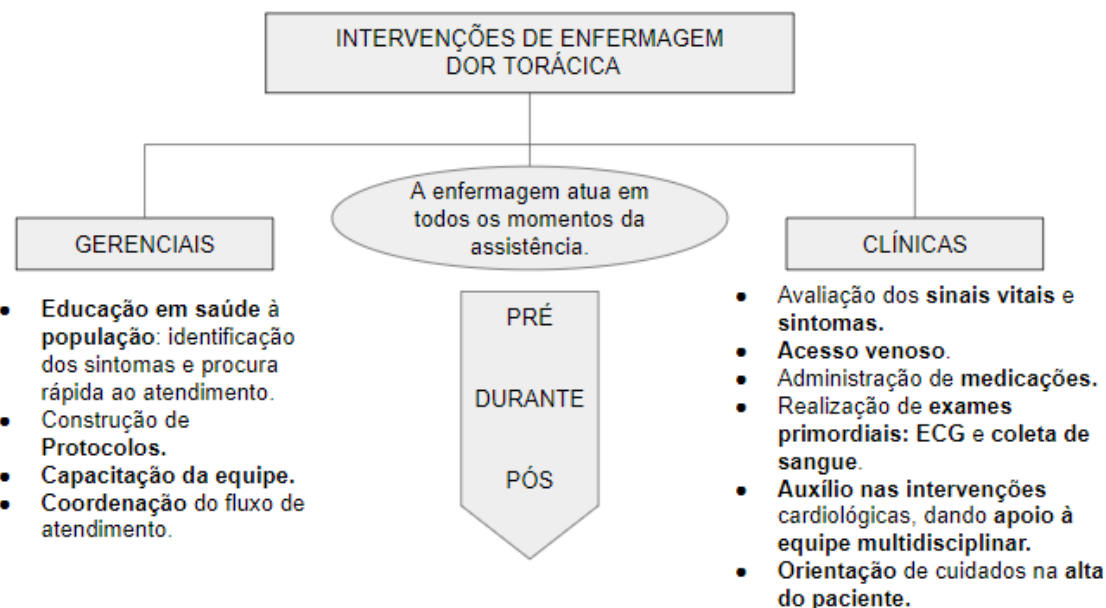 INTERVENÇÕES DE ENFERMAGEM
DOR TORÁCICA
A enfermagem atua em
todos os momentos da
assistência.
GERENCIAIS
● Educação em saúde à
população: identificação
dos sintomas e procura
rápida ao atendimento.
● Construção de
Protocolos.
● Capacitação da equipe.
● Coordenação do fluxo de
atendimento.
PRÉ
DURANTE
PÓS
CLÍNICAS
● Avaliação dos sinais vitais e
sintomas.
● Acesso venoso.
● Administração de medicações.
● Realização de exames
primordiais: ECG e coleta de
sangue.
● Auxílio nas intervenções
cardiológicas, dando apoio à
equipe multidisciplinar.
● Orientação de cuidados na alta
do paciente.